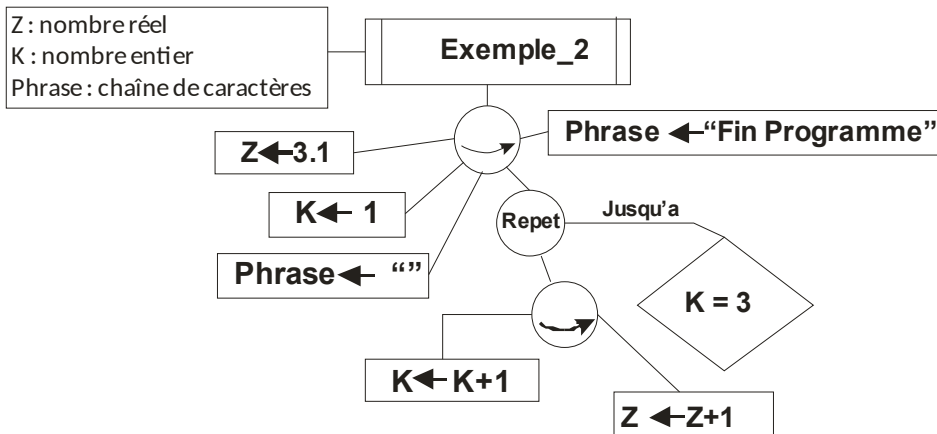 Z : nombre réel
K : nombre entier
Phrase : chaîne de caractères
Exemple_2
Phrase ← “Fin Programme”
Z ← 3.1
K ← 1
Phrase ← “”
Repet
Jusqu’a
K = 3
K ← K+1
Z ← Z+1